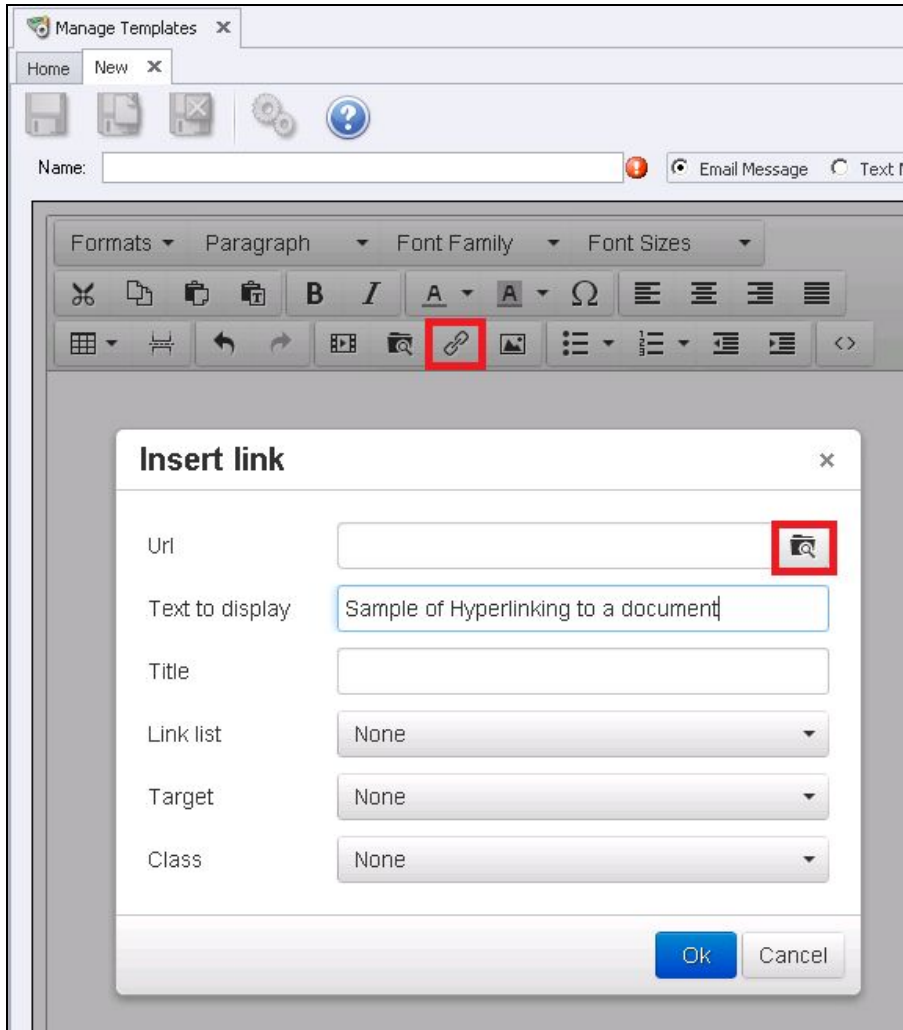 Manage Templates X
Home New X
Name: Email Message
Formats Paragraph Font Family Font Sizes
B I A A Ω
Insert link ×
Url
Text to display Sample of Hyperlinking to a document
Title
Link list None
Target None
Class None
Ok Cancel